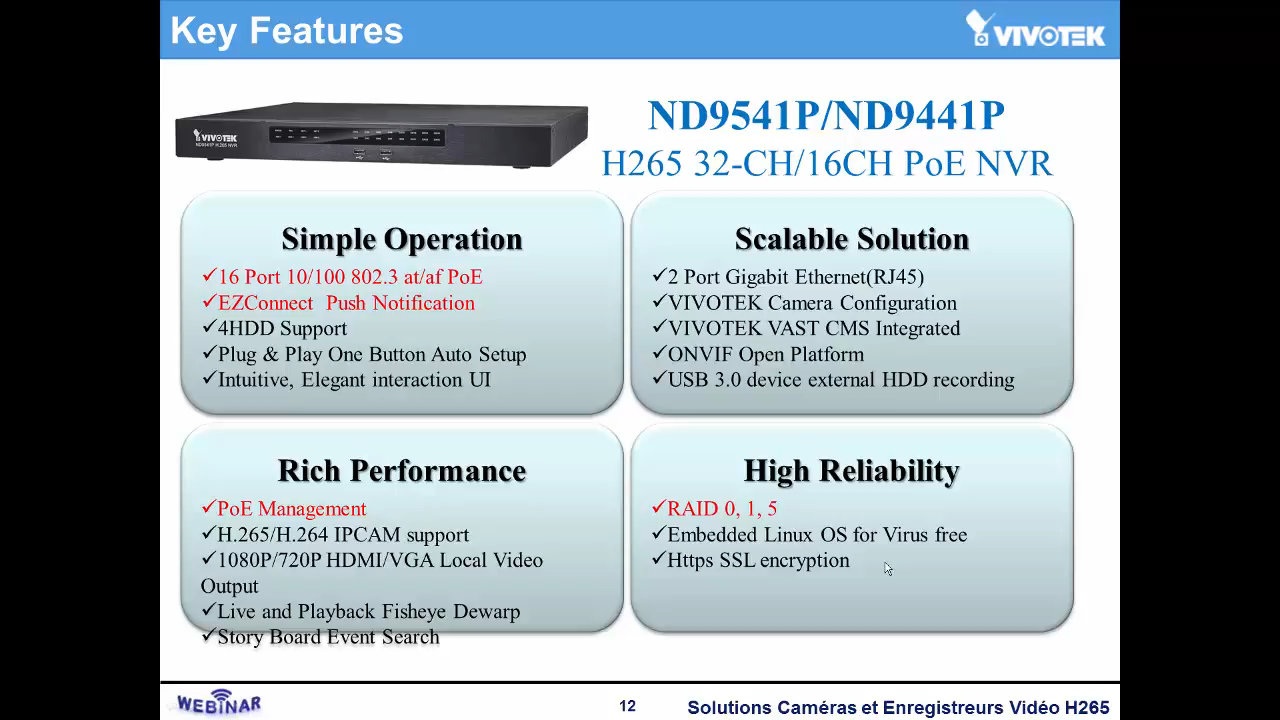 Key Features
VIVOTEK
VIVOTEK
ND9541P/ND9441P
H265 32-CH/16CH PoE NVR
Simple Operation
✓16 Port 10/100 802.3 at/af PoE
✓EZConnect Push Notification
✓4HDD Support
✓Plug & Play One Button Auto Setup
✓Intuitive, Elegant interaction UI
Scalable Solution
✓2 Port Gigabit Ethernet(RJ45)
✓VIVOTEK Camera Configuration
✓VIVOTEK VAST CMS Integrated
✓ONVIF Open Platform
✓USB 3.0 device external HDD recording
Rich Performance
✓PoE Management
✓H.265/H.264 IPCAM support
✓1080P/720P HDMI/VGA Local Video
Output
✓Live and Playback Fisheye Dewarp
✓Story Board Event Search
High Reliability
✓RAID 0, 1, 5
✓Embedded Linux OS for Virus free
✓Https SSL encryption
WEBINAR
12
Solutions Caméras et Enregistreurs Vidéo H265